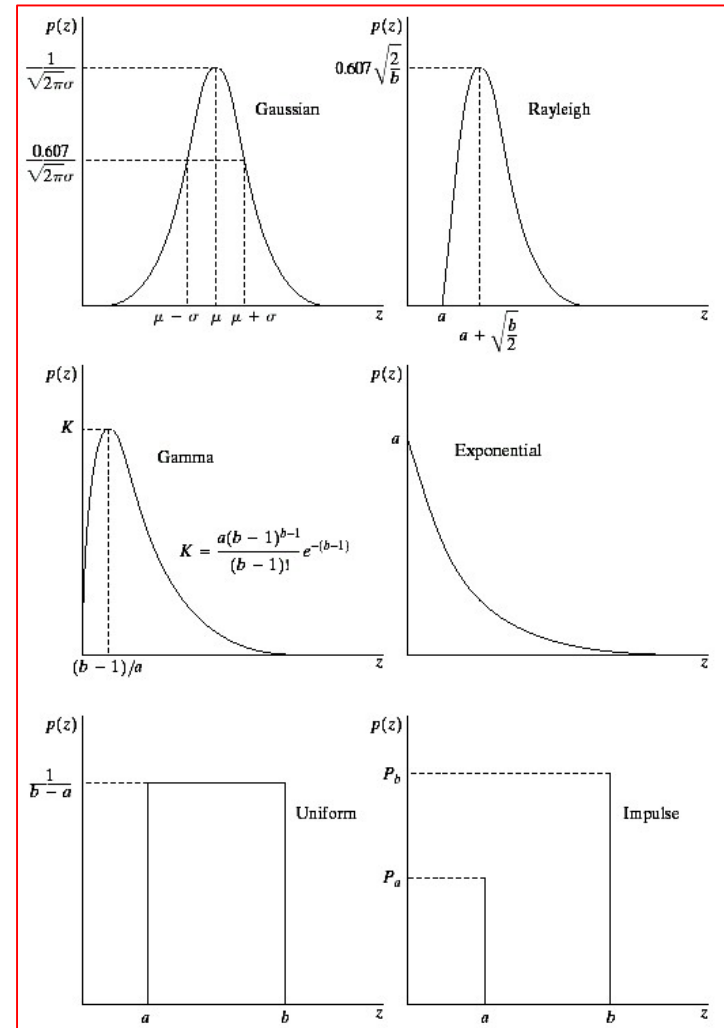 p(z)
1/√2πσ
Gaussian
0.607/√2πσ
μ − σ μ μ + σ z
p(z)
0.607√2/b
Rayleigh
a z
a + √b/2
p(z)
K
Gamma
K = a(b − 1)^b−1/(b − 1)! e^−(b−1)
(b − 1)/a z
p(z)
a
Exponential
z
p(z)
1/b − a
Uniform
a b z
p(z)
P_b
Impulse
P_a
a b z